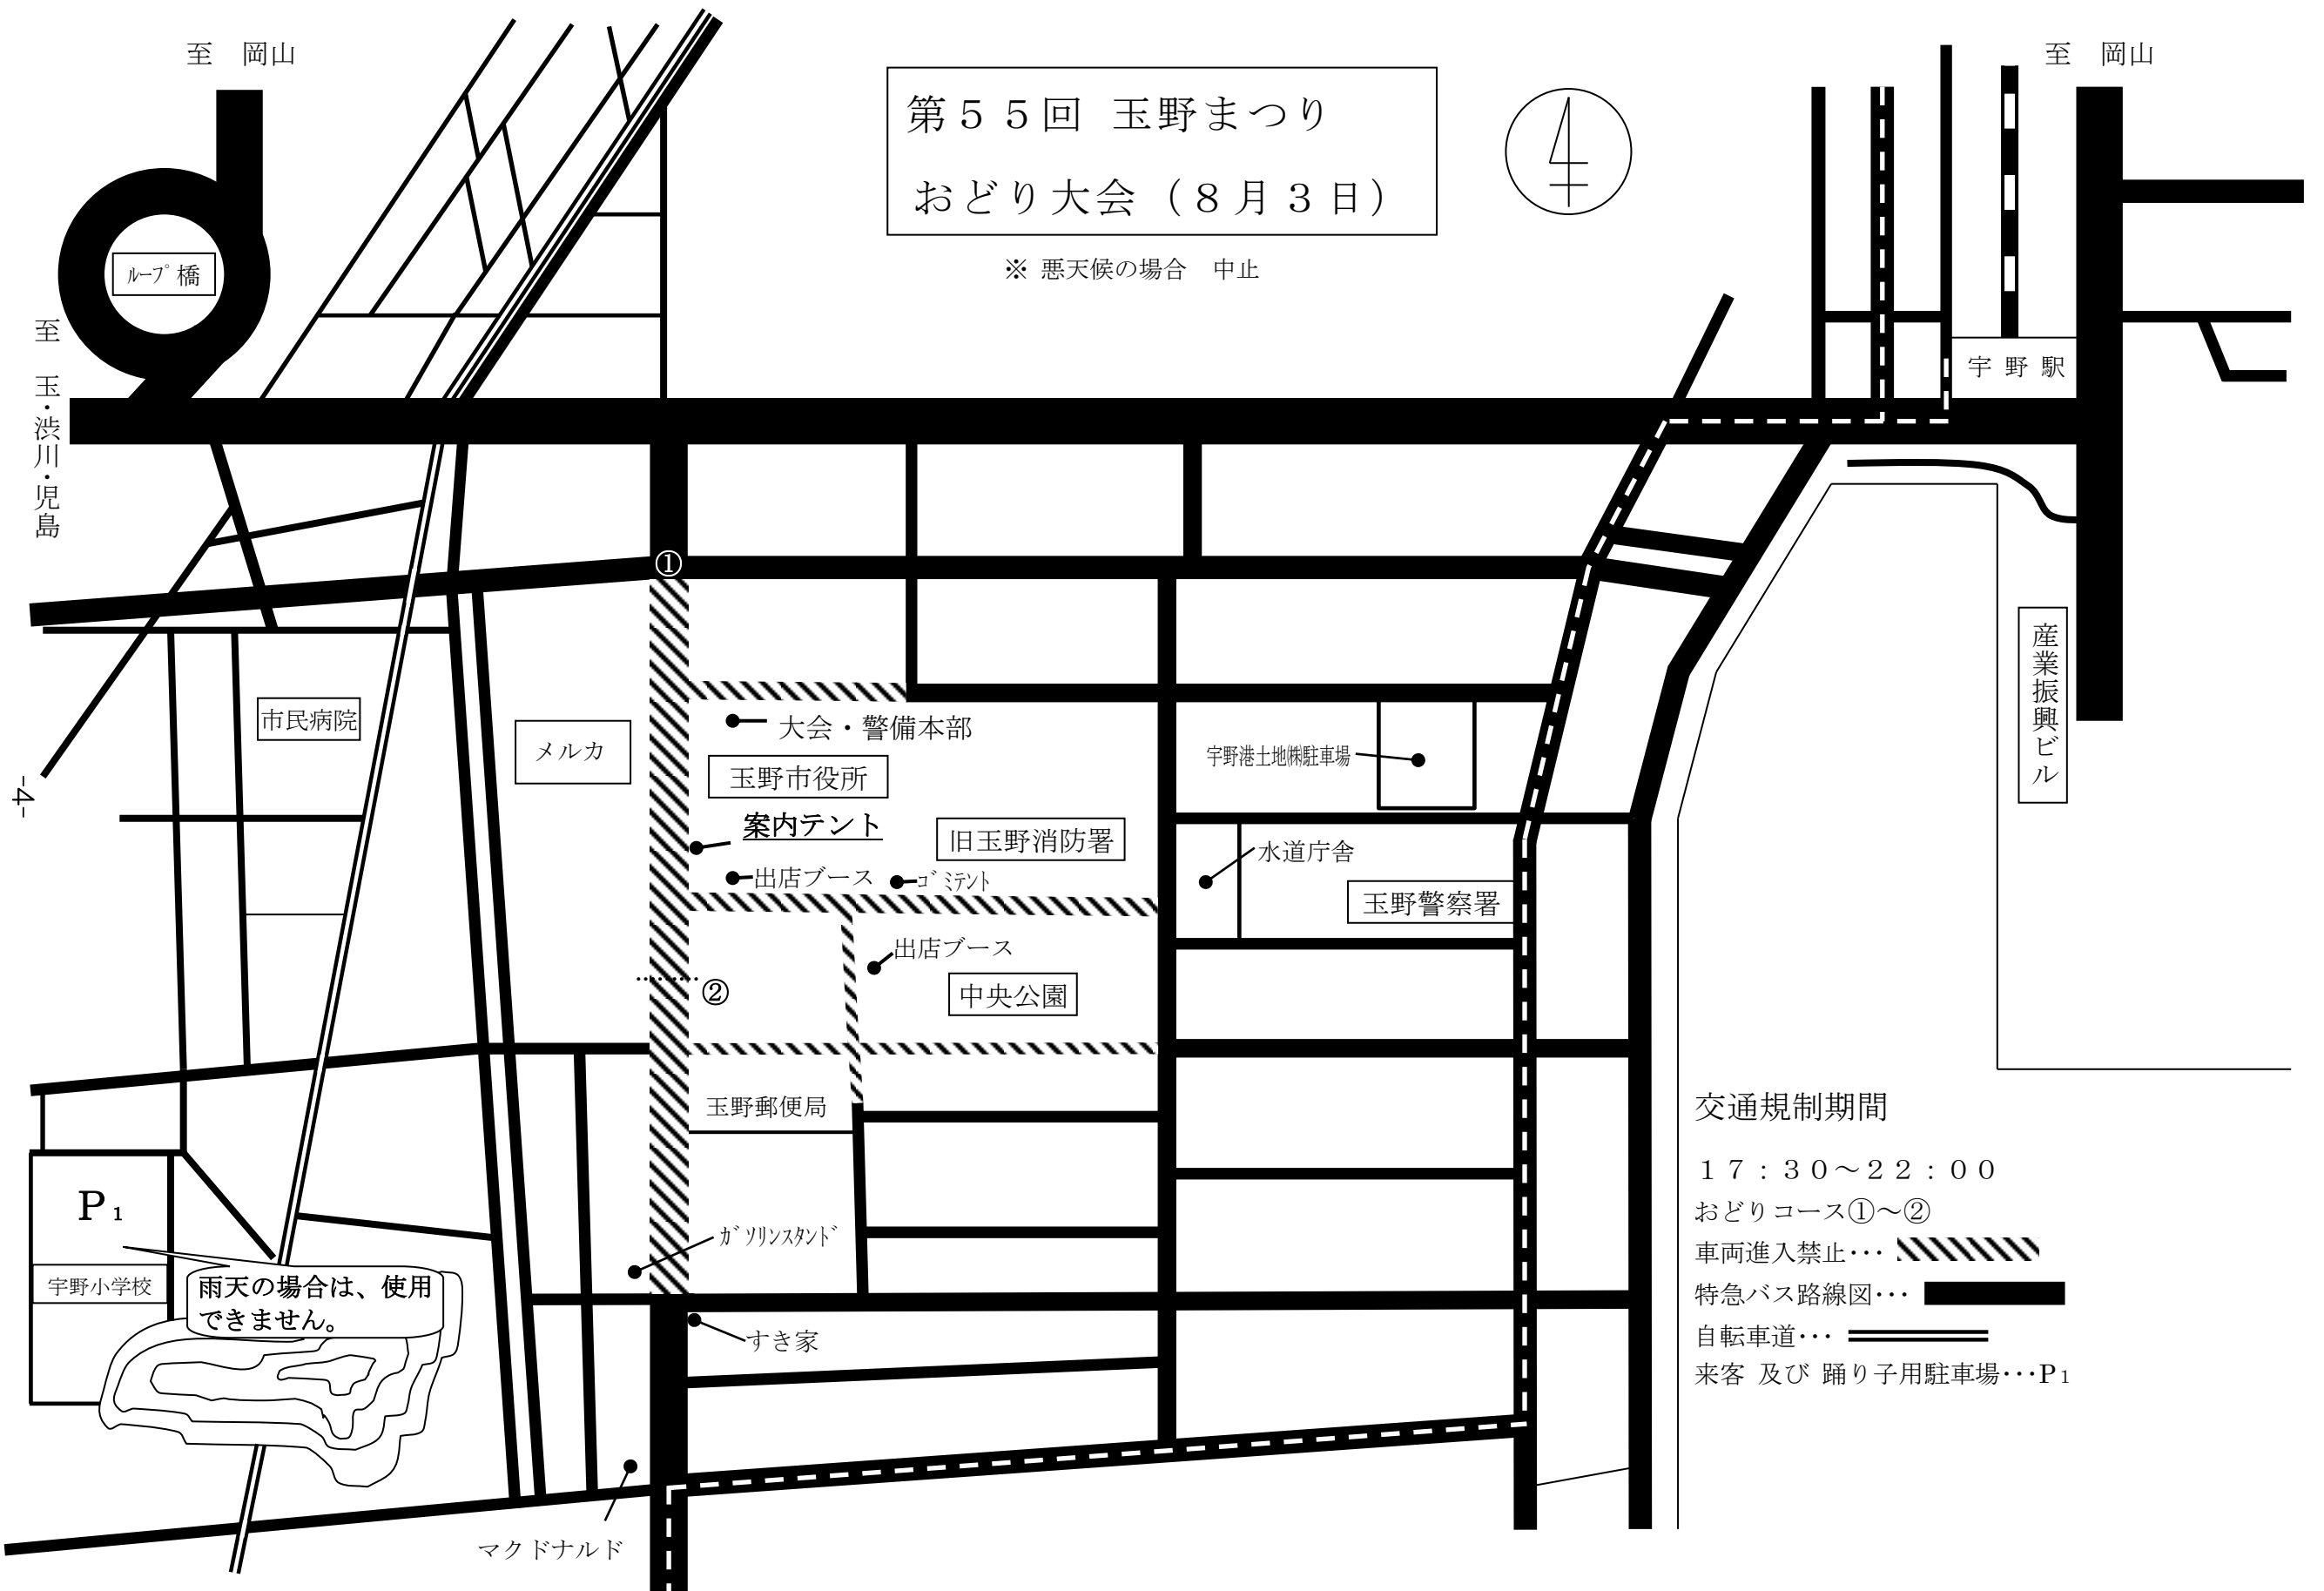 至　岡山
至　岡山
第５５回 玉野まつり
おどり大会（８月３日）
※ 悪天候の場合　中止
ﾙｰﾌﾟ橋
至　玉・渋川・児島
宇野駅
①
産業振興ビル
市民病院
メルカ
大会・警備本部
玉野市役所
宇野港土地㈱駐車場
-4-
案内テント
旧玉野消防署
水道庁舎
出店ブース
ｺﾞﾐﾃﾝﾄ
玉野警察署
出店ブース
②
中央公園
玉野郵便局
交通規制期間
１７：３０～２２：００
おどりコース①～②
車両進入禁止･･･
特急バス路線図･･･
自転車道･･･
来客 及び 踊り子用駐車場･･･P₁
P₁
ｶﾞｿﾘﾝｽﾀﾝﾄﾞ
宇野小学校
雨天の場合は、使用
できません。
すき家
マクドナルド